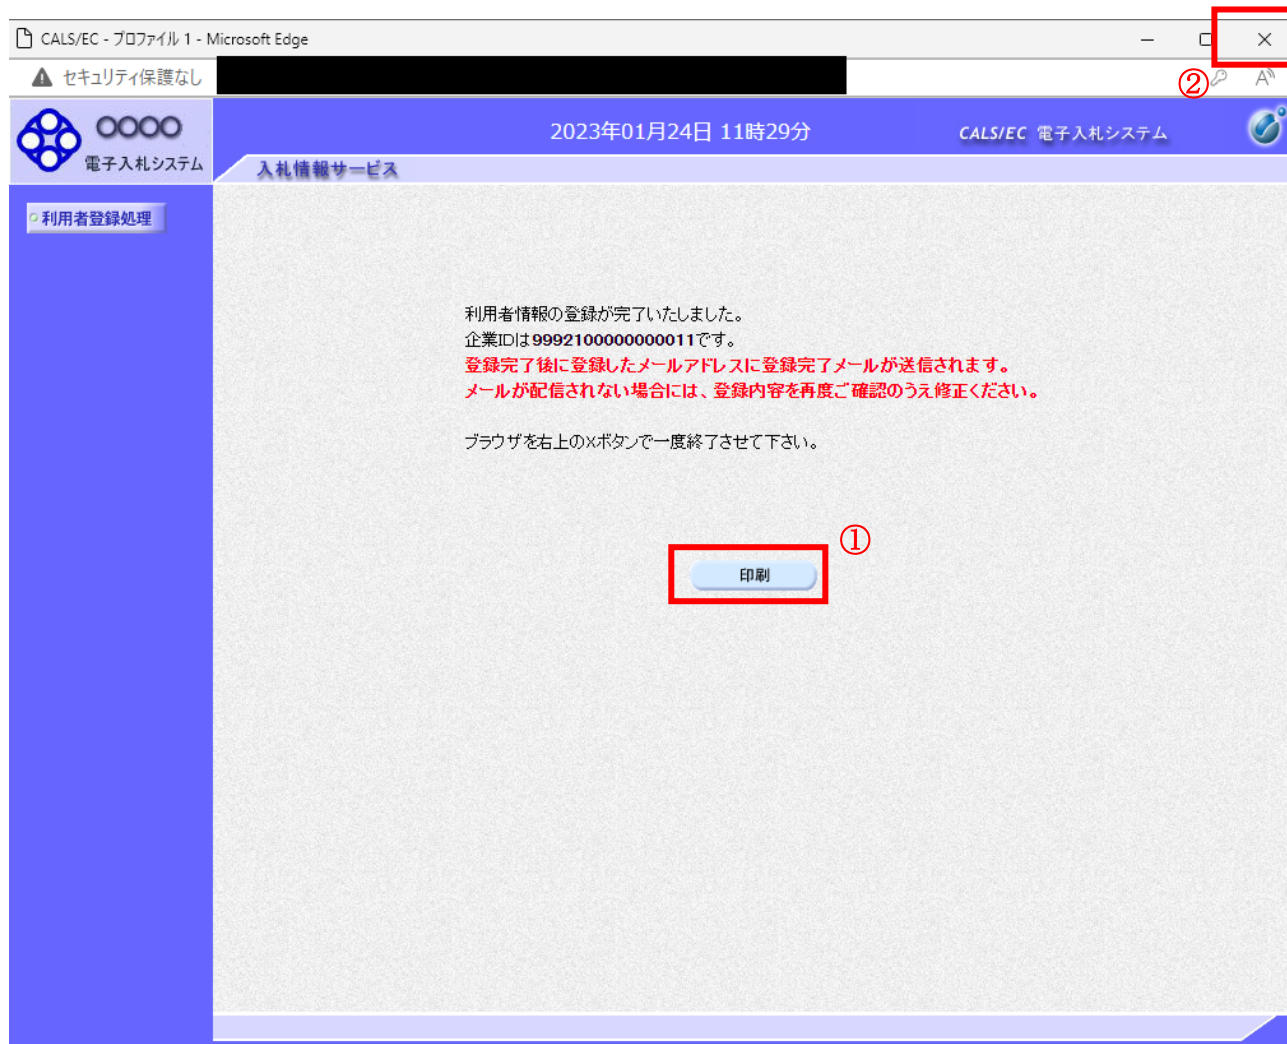 CALS/EC - プロファイル 1 - Microsoft Edge
セキュリティ保護なし
②
A
〇〇〇〇
電子入札システム
2023年01月24日 11時29分
CALS/EC 電子入札システム
入札情報サービス
利用者登録処理
利用者情報の登録が完了いたしました。
企業IDは9992100000000011です。
登録完了後に登録したメールアドレスに登録完了メールが送信されます。
メールが配信されない場合には、登録内容を再度ご確認のうえ修正ください。
ブラウザを右上の×ボタンで一度終了させて下さい。
①
印刷